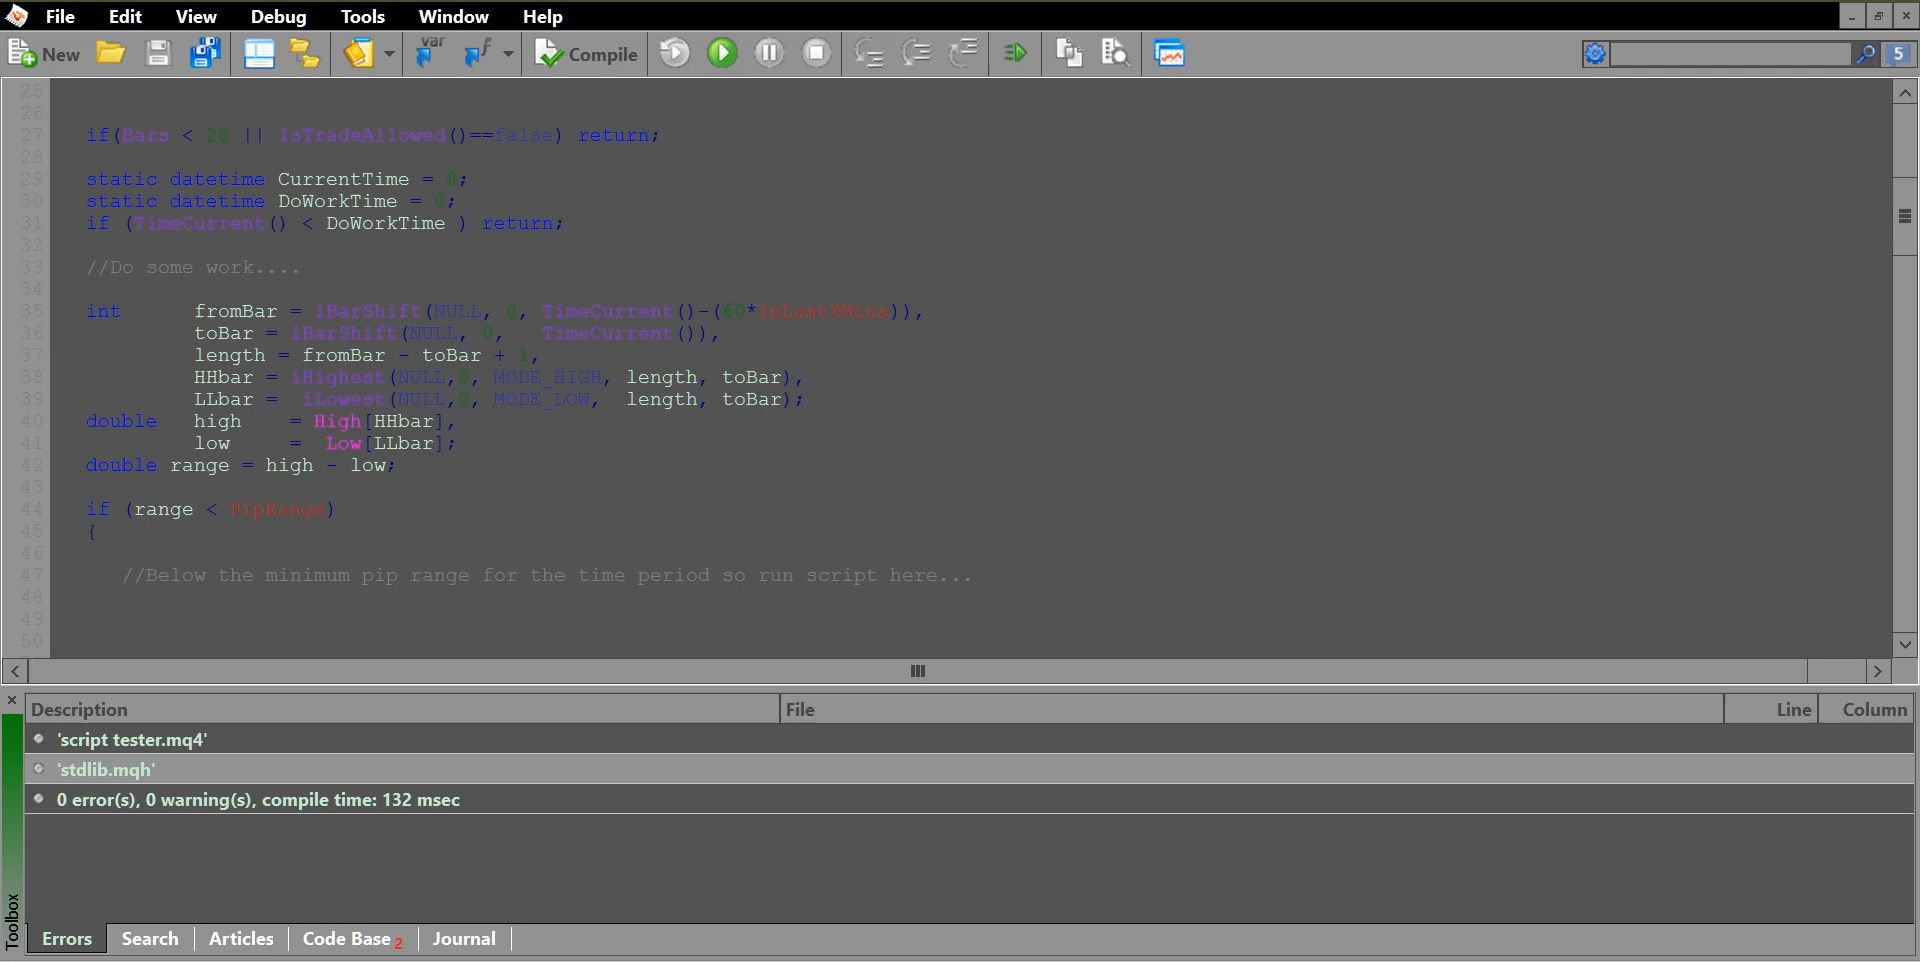 File Edit View Debug Tools Window Help
New var f Compile 5
25
26
27 if(Bars < 20 || IsTradeAllowed()==false) return;
28
29 static datetime CurrentTime = 0;
30 static datetime DoWorkTime = 0;
31 if (TimeCurrent() < DoWorkTime ) return;
32
33 //Do some work....
34
35 int fromBar = iBarShift(NULL, 0, TimeCurrent()-(60*InLastXMins)),
36 toBar = iBarShift(NULL, 0, TimeCurrent()),
37 length = fromBar - toBar + 1,
38 HHbar = iHighest(NULL,0, MODE_HIGH, length, toBar),
39 LLbar = iLowest(NULL,0, MODE_LOW, length, toBar);
40 double high = High[HHbar],
41 low = Low[LLbar];
42 double range = high - low;
43
44 if (range < PipRange)
45 {
46
47 //Below the minimum pip range for the time period so run script here...
48
49
50
Description File Line Column
'script tester.mq4'
'stdlib.mqh'
0 error(s), 0 warning(s), compile time: 132 msec
Toolbox
Errors Search Articles Code Base 2 Journal